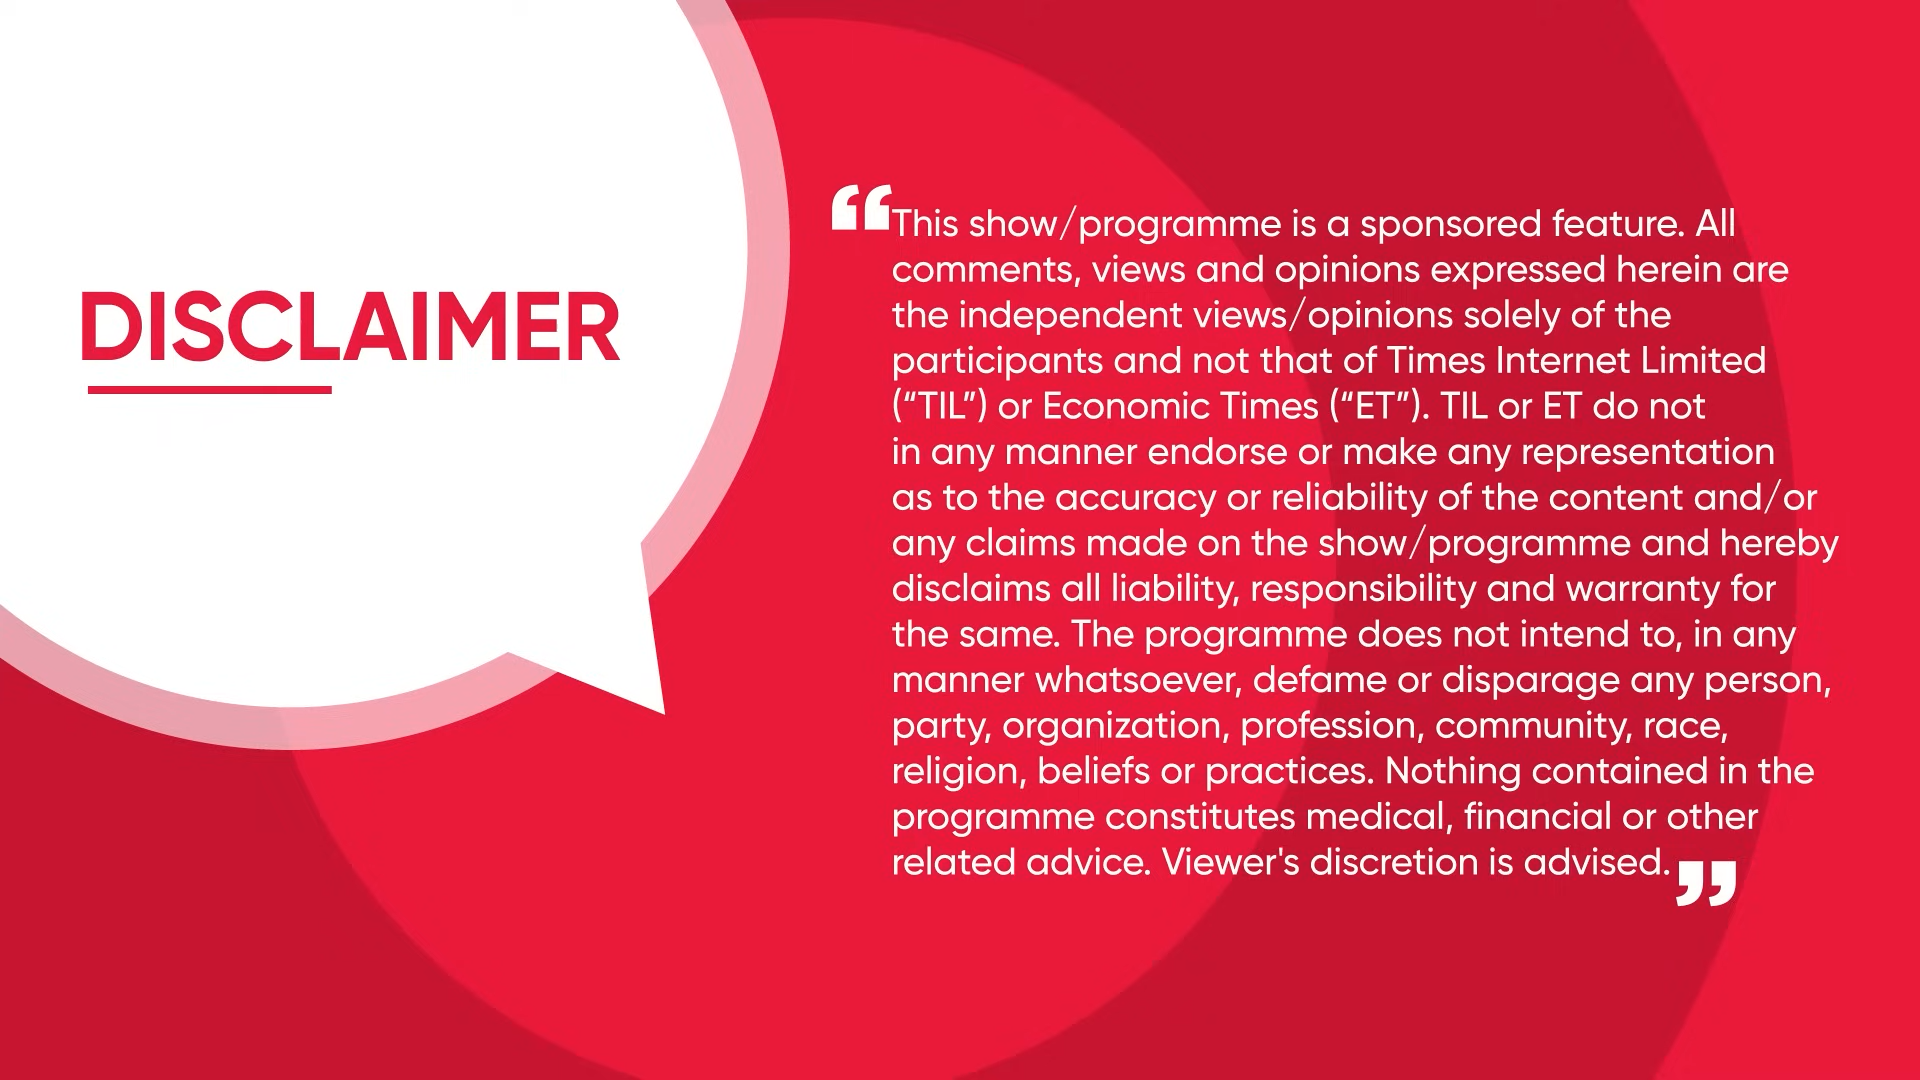 DISCLAIMER
“This show/programme is a sponsored feature. All
comments, views and opinions expressed herein are
the independent views/opinions solely of the
participants and not that of Times Internet Limited
(“TIL”) or Economic Times (“ET”). TIL or ET do not
in any manner endorse or make any representation
as to the accuracy or reliability of the content and/or
any claims made on the show/programme and hereby
disclaims all liability, responsibility and warranty for
the same. The programme does not intend to, in any
manner whatsoever, defame or disparage any person,
party, organization, profession, community, race,
religion, beliefs or practices. Nothing contained in the
programme constitutes medical, financial or other
related advice. Viewer's discretion is advised.”